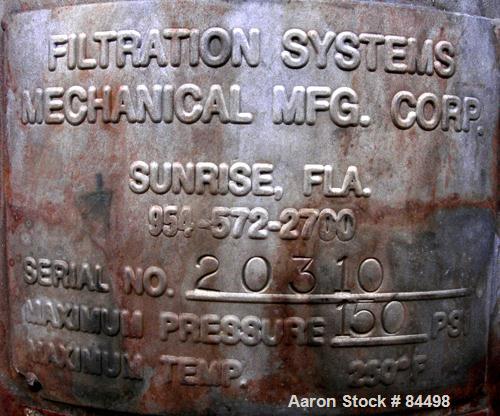 FILTRATION SYSTEMS
MECHANICAL MFG. CORP.
SUNRISE, FLA.
954-572-2700
SERIAL NO. 20310
MAXIMUM PRESSURE 150 PSI
MAXIMUM TEMP. 250° F
Aaron Stock # 84498